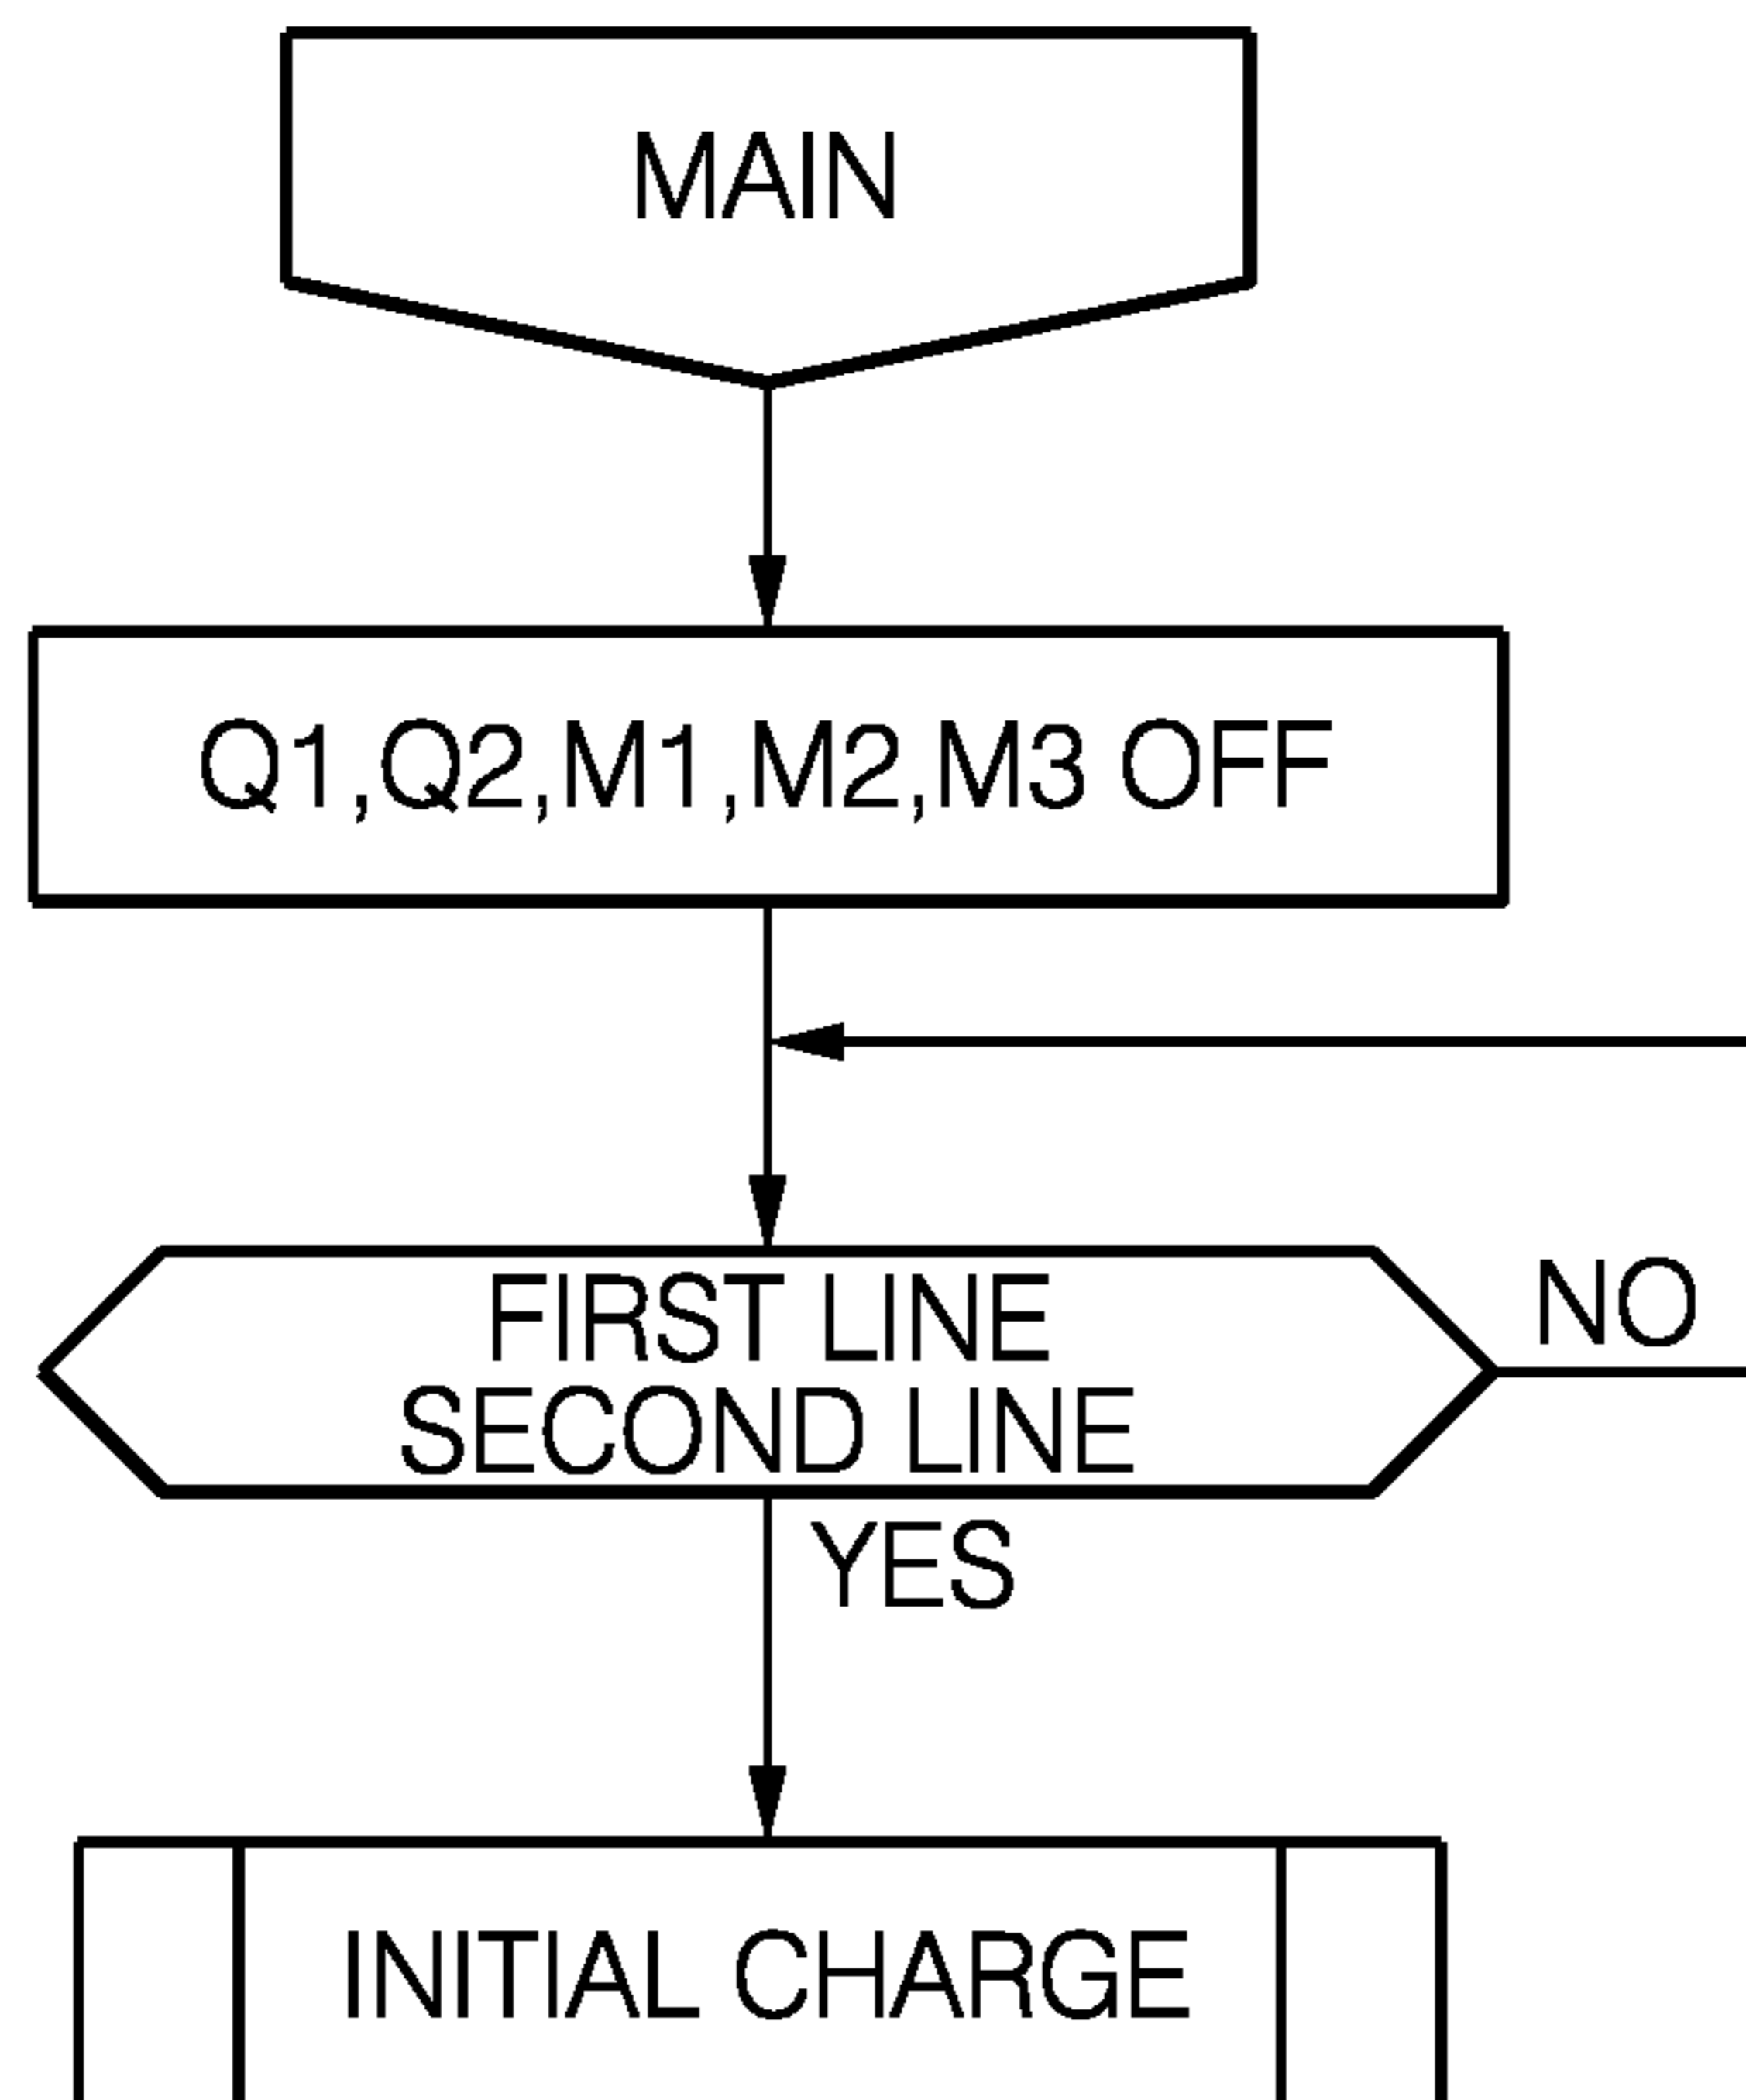 MAIN
Q1,Q2,M1,M2,M3 OFF
FIRST LINE
SECOND LINE
NO
YES
INITIAL CHARGE